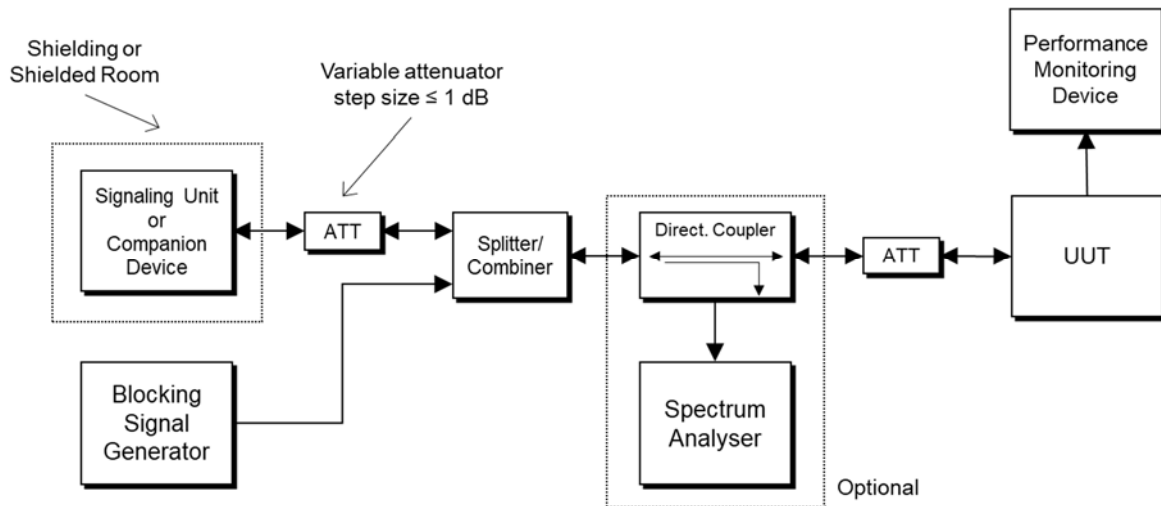 Shielding or
Shielded Room
Variable attenuator
step size ≤ 1 dB
Performance
Monitoring
Device
Signaling Unit
or
Companion
Device
ATT
Splitter/
Combiner
Direct. Coupler
ATT
UUT
Blocking
Signal
Generator
Spectrum
Analyser
Optional